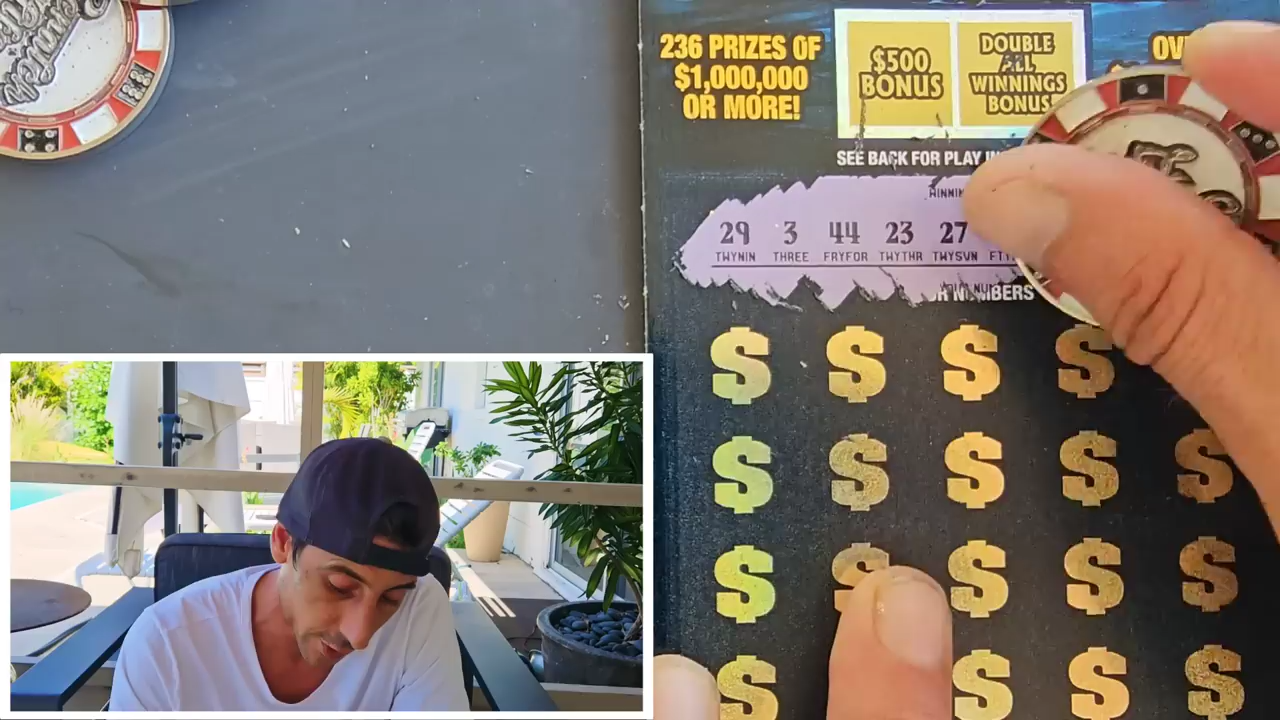 236 PRIZES OF
$1,000,000
OR MORE!
$500
BONUS
DOUBLE
ALL
WINNINGS
BONUS
SEE BACK FOR PLAY
29 3 44 23 27
TWYNIN THREE FRYFOR TWYTHR TWYSVN
NUMBERS